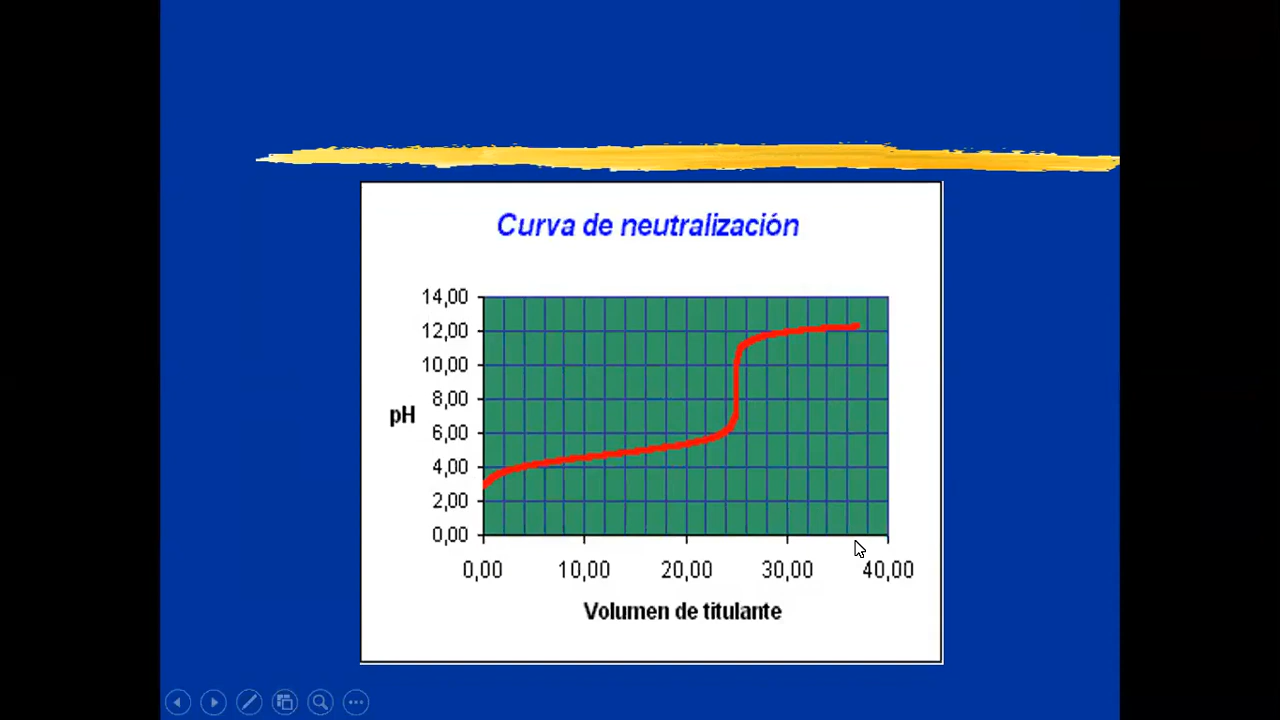 Curva de neutralización
14,00
12,00
10,00
8,00
pH
6,00
4,00
2,00
0,00
0,00 10,00 20,00 30,00 40,00
Volumen de titulante